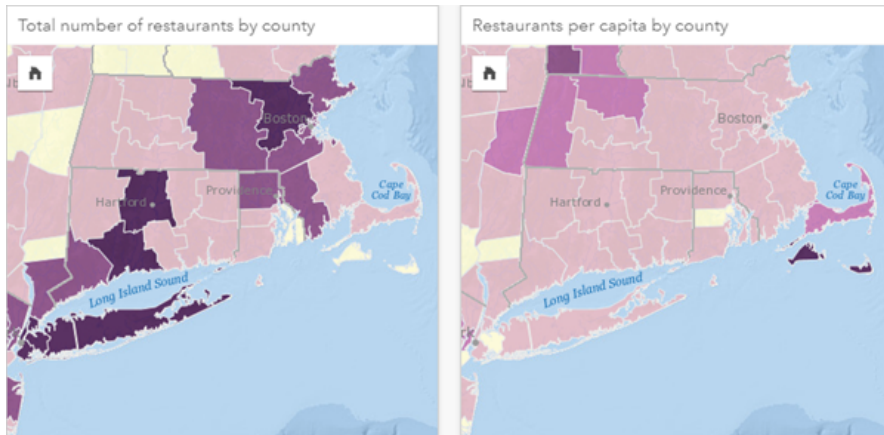 Total number of restaurants by county
Boston
Hartford
Providence
Cape
Cod Bay
Long Island Sound
Restaurants per capita by county
Boston
Hartford
Providence
Cape
Cod Bay
Long Island Sound